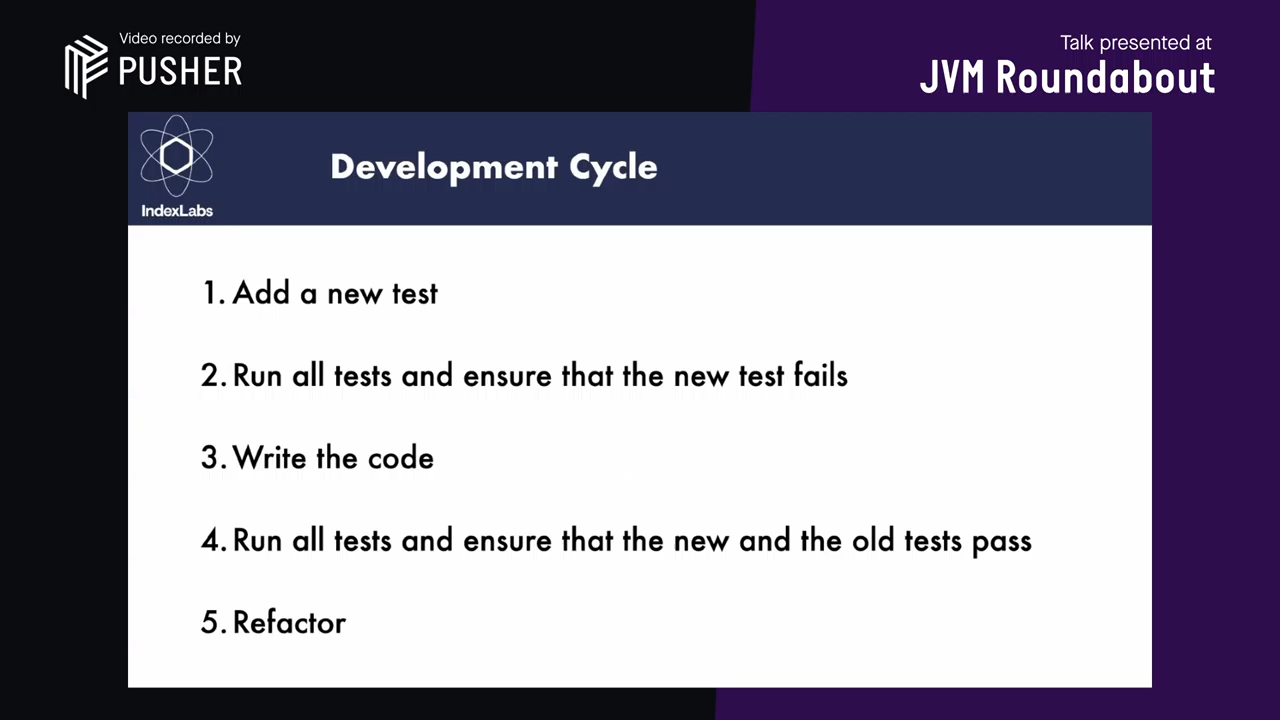 Video recorded by
PUSHER
Talk presented at
JVM Roundabout
IndexLabs
Development Cycle
1. Add a new test
2. Run all tests and ensure that the new test fails
3. Write the code
4. Run all tests and ensure that the new and the old tests pass
5. Refactor